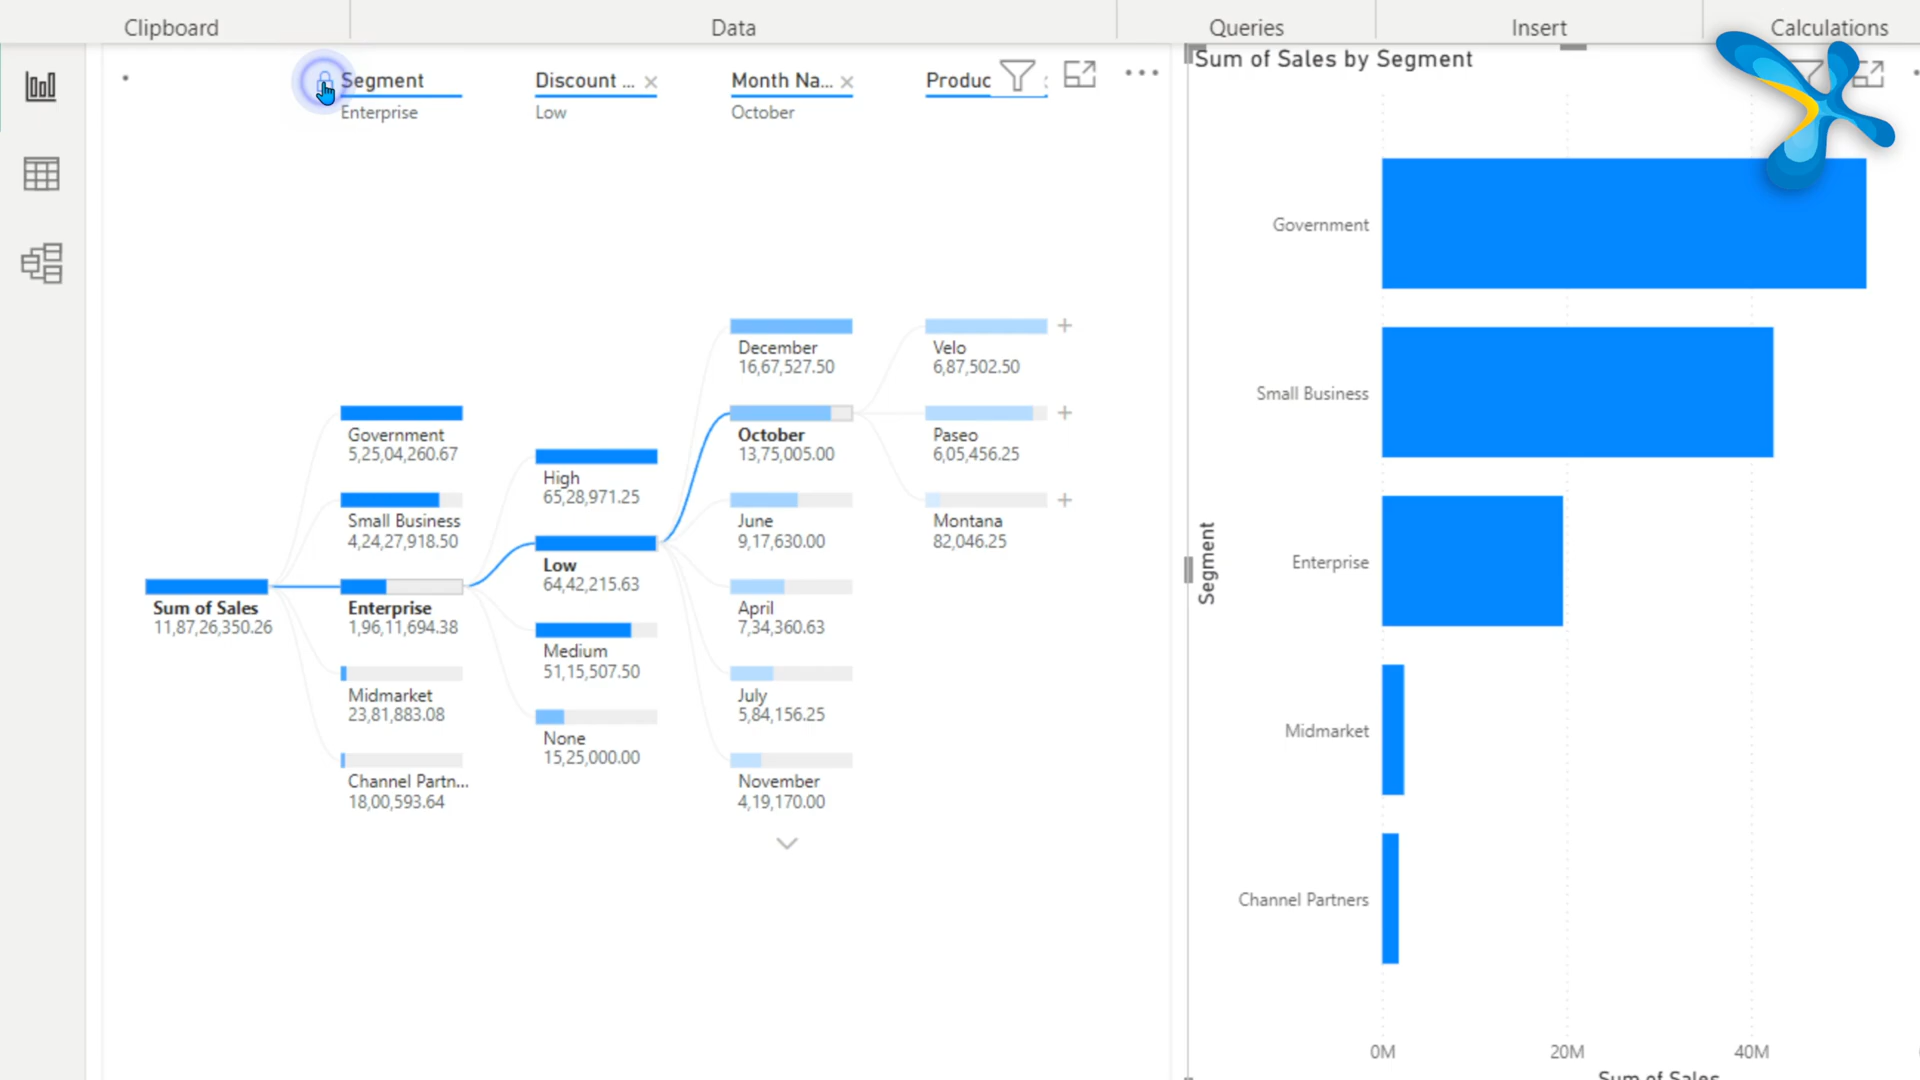 Clipboard
Data
Queries
Insert
Calculations
Segment
Enterprise
Discount ...
Low
Month Na...
October
Produc
Sum of Sales
11,87,26,350.26
Government
5,25,04,260.67
Small Business
4,24,27,918.50
Enterprise
1,96,11,694.38
Midmarket
23,81,883.08
Channel Partn...
18,00,593.64
High
65,28,971.25
Low
64,42,215.63
Medium
51,15,507.50
None
15,25,000.00
December
16,67,527.50
October
13,75,005.00
June
9,17,630.00
April
7,34,360.63
July
5,84,156.25
November
4,19,170.00
Velo
6,87,502.50
Paseo
6,05,456.25
Montana
82,046.25
Sum of Sales by Segment
Segment
Government
Small Business
Enterprise
Midmarket
Channel Partners
0M
20M
40M
Sum of Sales